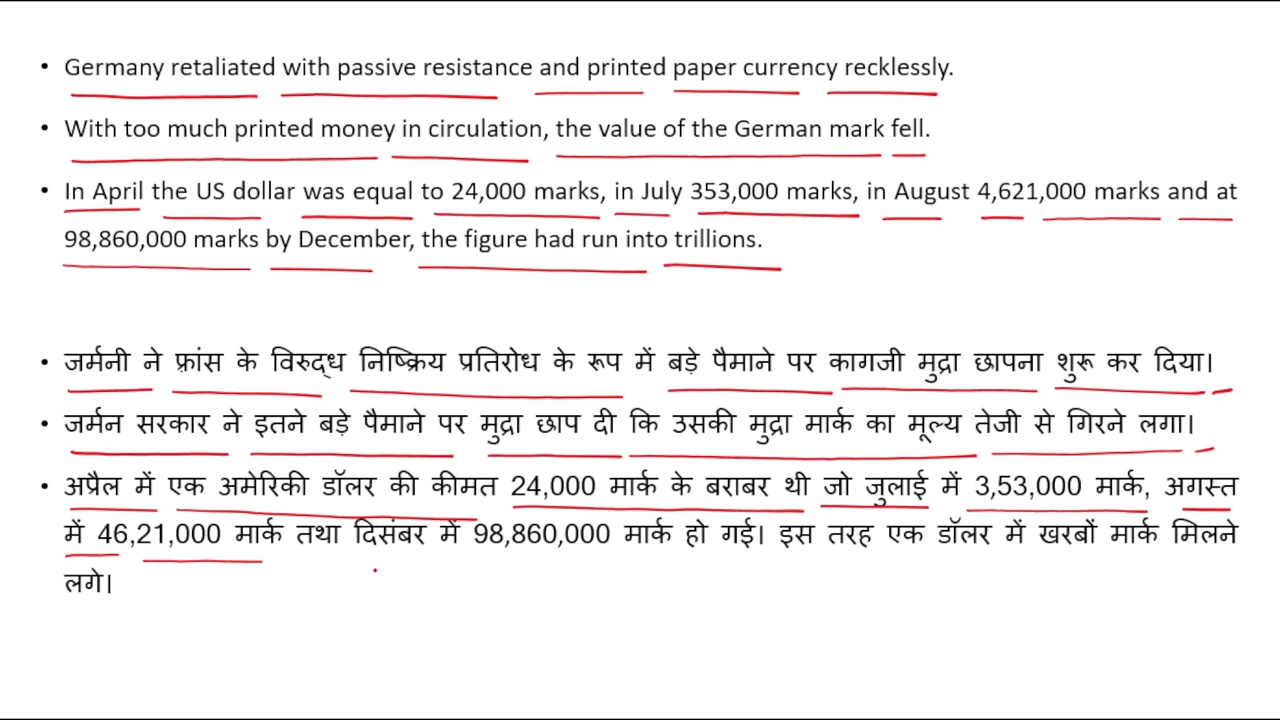 • Germany retaliated with passive resistance and printed paper currency recklessly.
• With too much printed money in circulation, the value of the German mark fell.
• In April the US dollar was equal to 24,000 marks, in July 353,000 marks, in August 4,621,000 marks and at
98,860,000 marks by December, the figure had run into trillions.
• जर्मनी ने फ्रांस के विरुद्ध निष्क्रिय प्रतिरोध के रूप में बड़े पैमाने पर कागजी मुद्रा छापना शुरू कर दिया।
• जर्मन सरकार ने इतने बड़े पैमाने पर मुद्रा छाप दी कि उसकी मुद्रा मार्क का मूल्य तेजी से गिरने लगा।
• अप्रैल में एक अमेरिकी डॉलर की कीमत 24,000 मार्क के बराबर थी जो जुलाई में 3,53,000 मार्क, अगस्त
में 46,21,000 मार्क तथा दिसंबर में 98,860,000 मार्क हो गई। इस तरह एक डॉलर में खरबों मार्क मिलने
लगे।